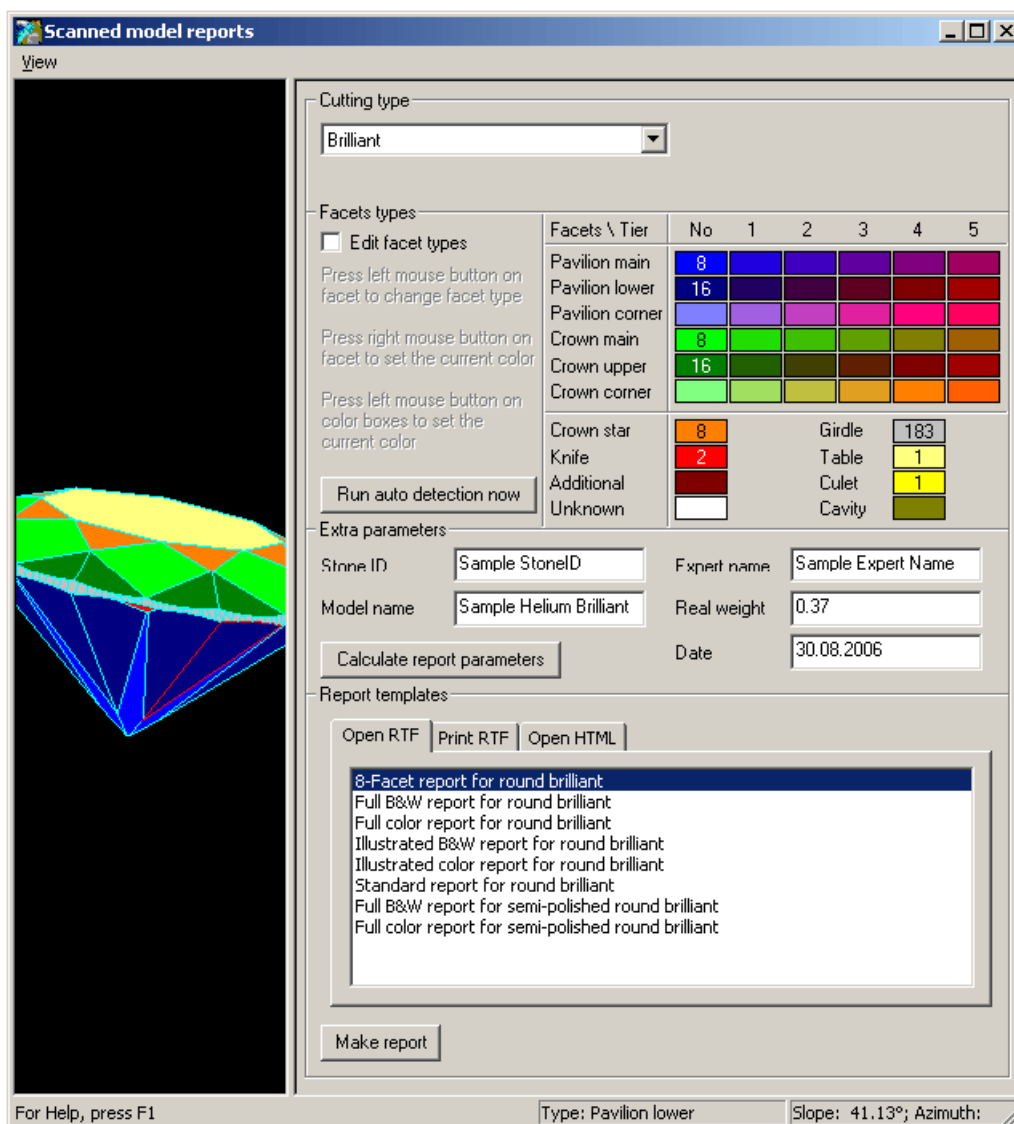 Scanned model reports
View
Cutting type
Brilliant
Facets types
Edit facet types
Press left mouse button on
facet to change facet type
Press right mouse button on
facet to set the current color
Press left mouse button on
color boxes to set the
current color
Run auto detection now
Facets \ Tier No 1 2 3 4 5
Pavilion main 8
Pavilion lower 16
Pavilion corner
Crown main 8
Crown upper 16
Crown corner
Crown star 8 Girdle 183
Knife 2 Table 1
Additional Culet 1
Unknown Cavity
Extra parameters
Stone ID Sample StoneID Expert name Sample Expert Name
Model name Sample Helium Brilliant Real weight 0.37
Calculate report parameters Date 30.08.2006
Report templates
Open RTF Print RTF Open HTML
8-Facet report for round brilliant
Full B&W report for round brilliant
Full color report for round brilliant
Illustrated B&W report for round brilliant
Illustrated color report for round brilliant
Standard report for round brilliant
Full B&W report for semi-polished round brilliant
Full color report for semi-polished round brilliant
Make report
For Help, press F1 Type: Pavilion lower Slope: 41.13°; Azimuth: